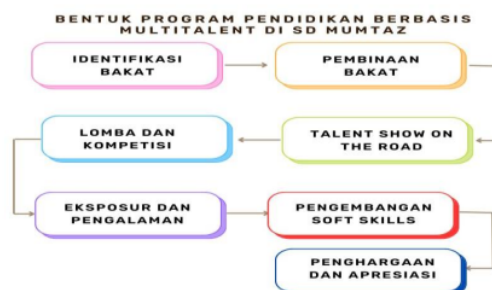 BENTUK PROGRAM PENDIDIKAN BERBASIS
MULTITALENT DI SD MUMTAZ
IDENTIFIKASI
BAKAT
PEMBINAAN
BAKAT
TALENT SHOW ON
THE ROAD
LOMBA DAN
KOMPETISI
EKSPOSUR DAN
PENGALAMAN
PENGEMBANGAN
SOFT SKILLS
PENGHARGAAN
DAN APRESIASI